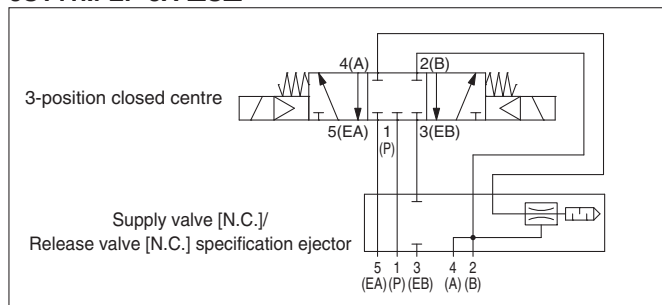 4(A) 2(B)
3-position closed centre
5(EA) 1 3(EB)
(P)
Supply valve [N.C.]/
Release valve [N.C.] specification ejector
5 1 3 4 2
(EA) (P) (EB) (A) (B)